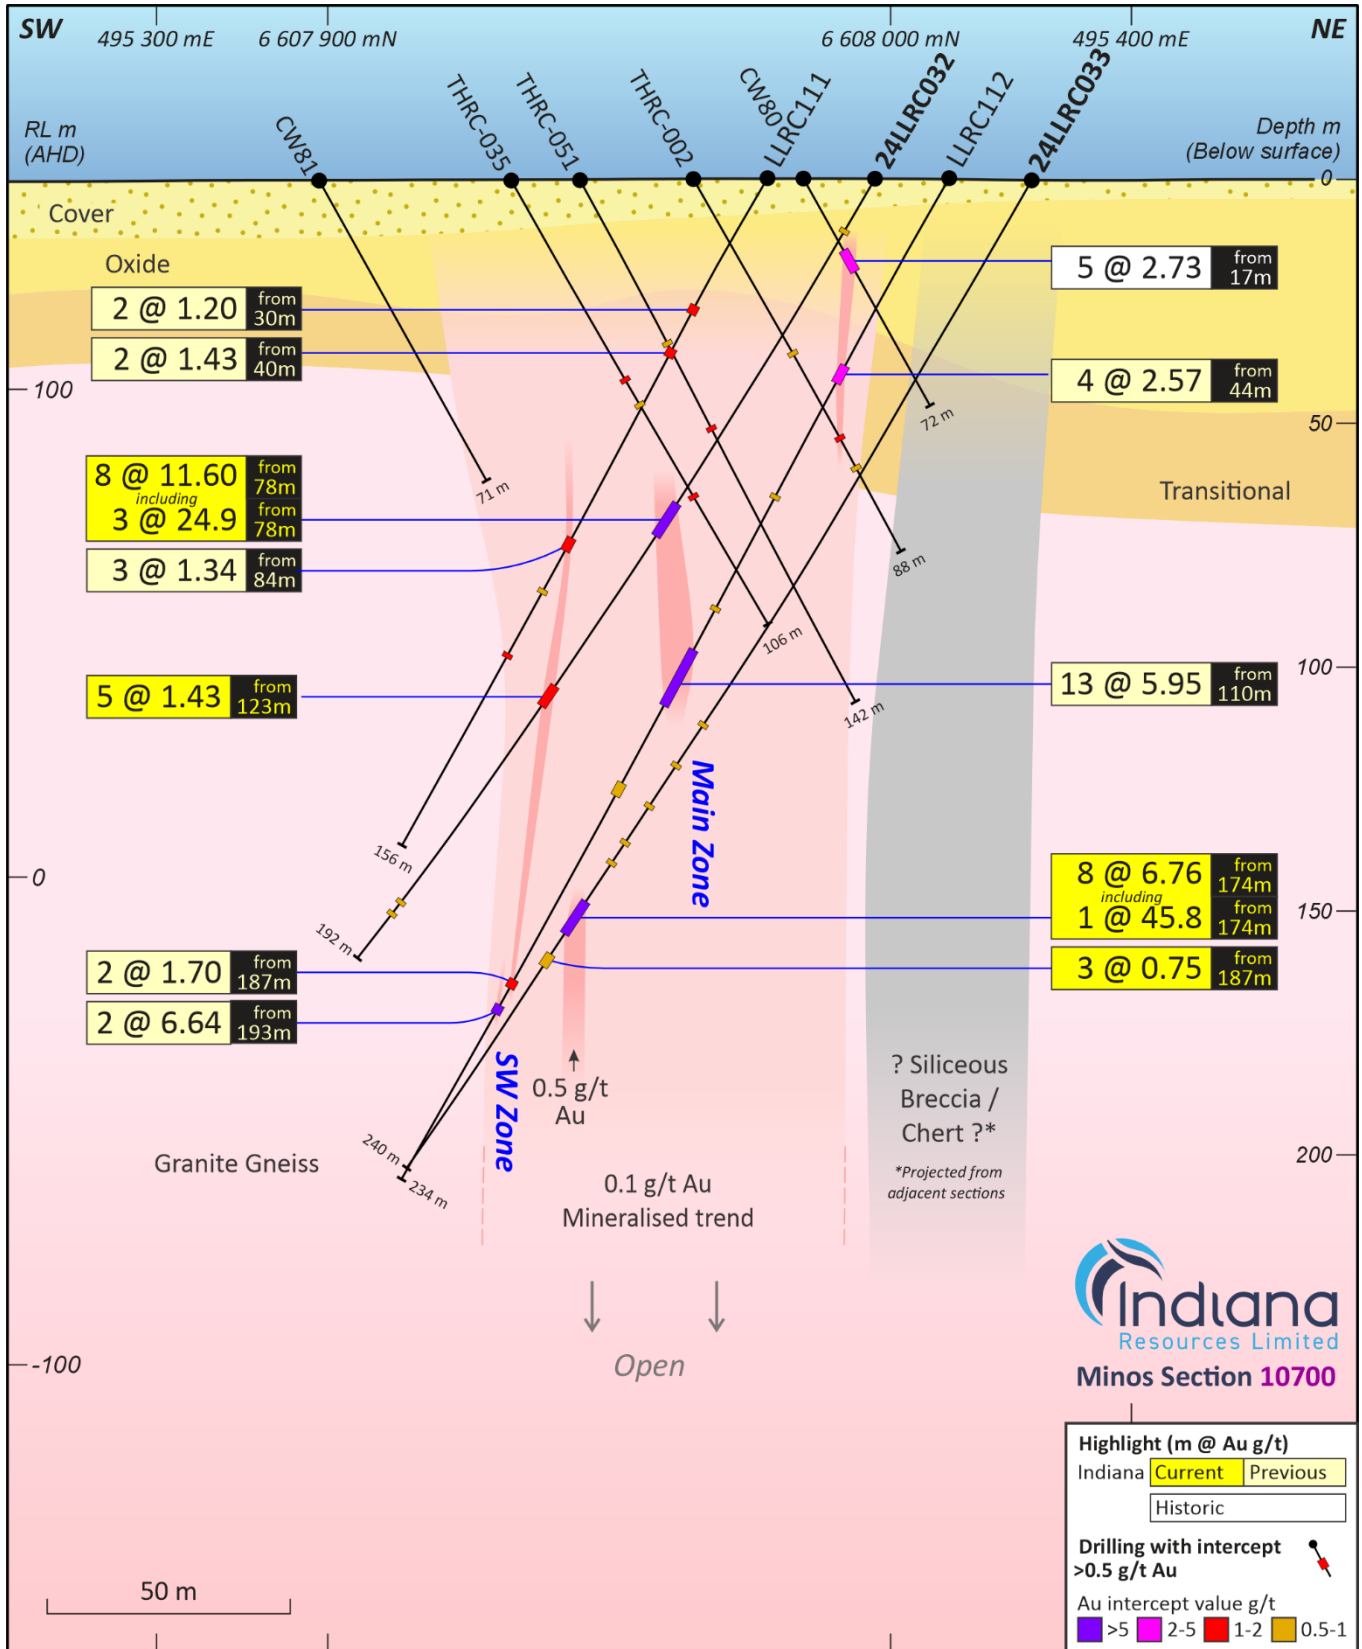 SW
495 300 mE
6 607 900 mN
6 608 000 mN
495 400 mE
NE
RL m
(AHD)
Depth m
(Below surface)
CW81
THRC-035
THRC-051
THRC-002
CW80
LLRC111
24LLRC032
LLRC112
24LLRC033
0
Cover
Oxide
2 @ 1.20 from 30m
2 @ 1.43 from 40m
5 @ 2.73 from 17m
4 @ 2.57 from 44m
100
50
72 m
Transitional
71 m
8 @ 11.60 from 78m
including
3 @ 24.9 from 78m
3 @ 1.34 from 84m
88 m
106 m
100
5 @ 1.43 from 123m
13 @ 5.95 from 110m
142 m
Main Zone
156 m
0
8 @ 6.76 from 174m
including
1 @ 45.8 from 174m
150
192 m
3 @ 0.75 from 187m
2 @ 1.70 from 187m
2 @ 6.64 from 193m
SW Zone
0.5 g/t
Au
? Siliceous
Breccia /
Chert ?*
*Projected from
adjacent sections
240 m
234 m
Granite Gneiss
200
0.1 g/t Au
Mineralised trend
Open
-100
Indiana
Resources Limited
Minos Section 10700
Highlight (m @ Au g/t)
Indiana Current Previous
Historic
Drilling with intercept
>0.5 g/t Au
Au intercept value g/t
>5 2-5 1-2 0.5-1
50 m